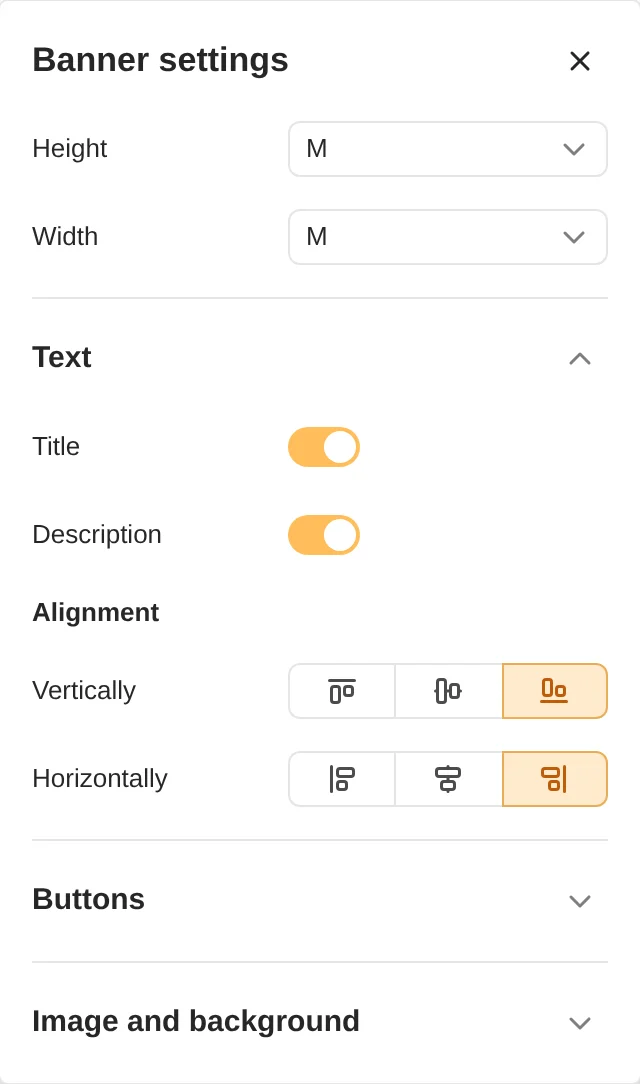 Banner settings
Height M
Width M
Text
Title
Description
Alignment
Vertically
Horizontally
Buttons
Image and background